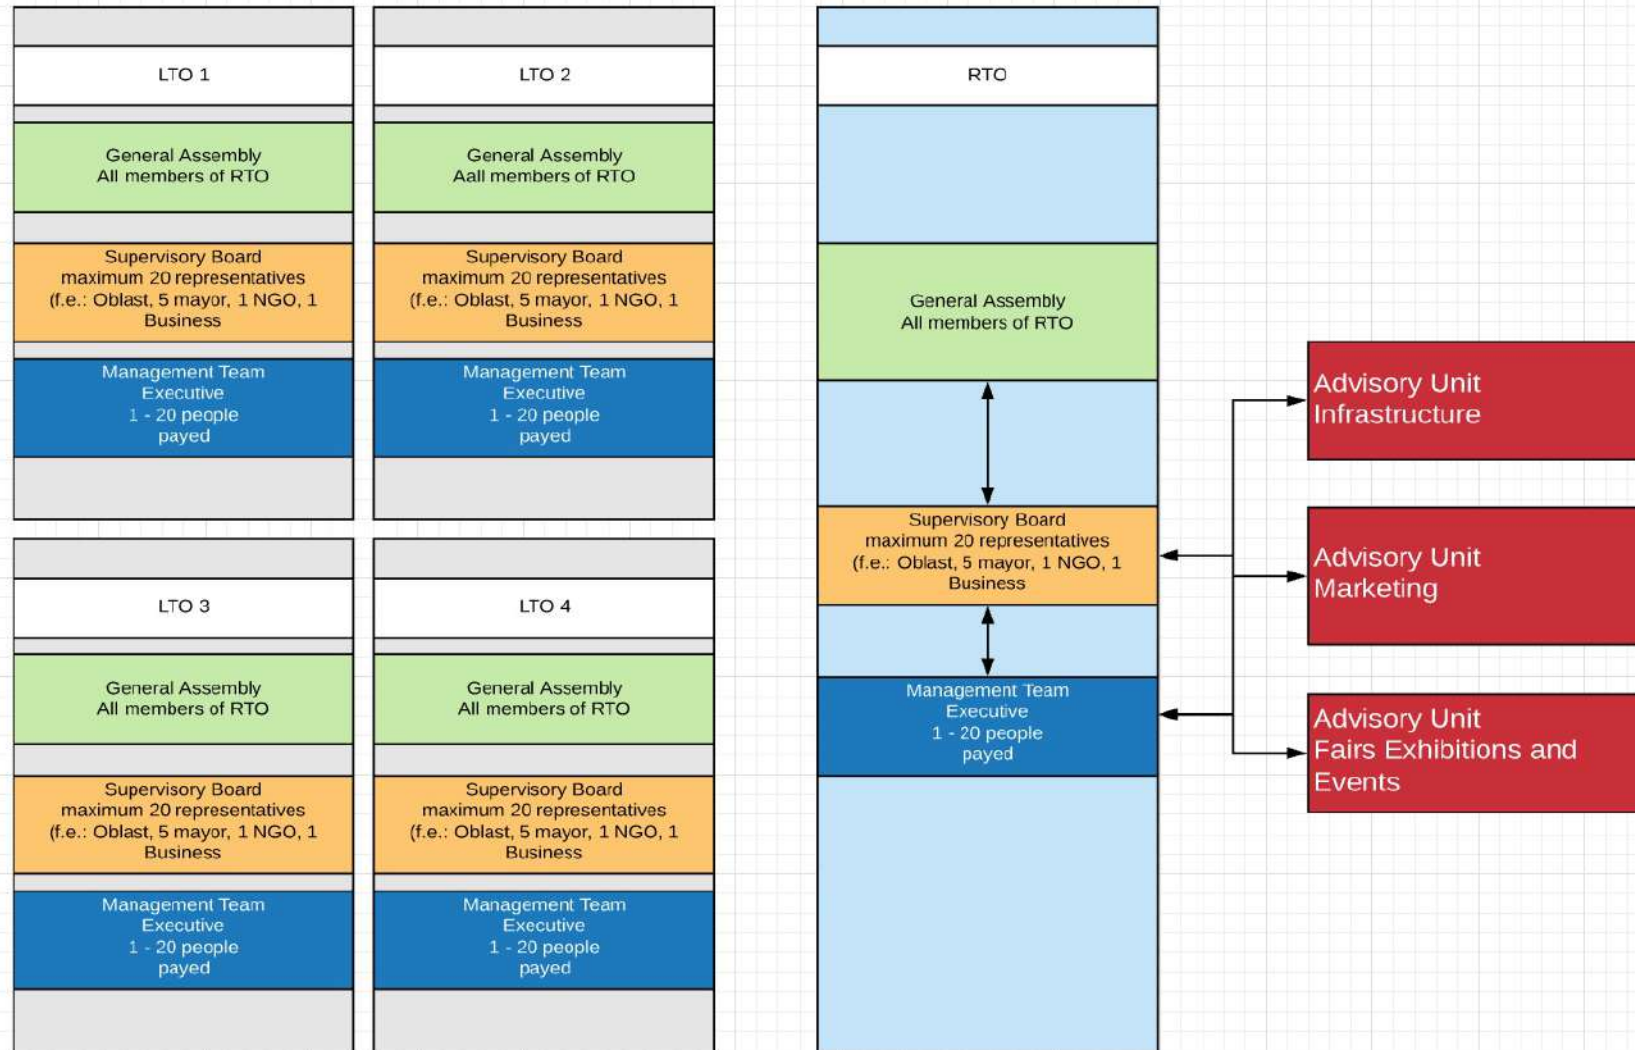 LTO 1
General Assembly
All members of RTO
Supervisory Board
maximum 20 representatives
(f.e.: Oblast, 5 mayor, 1 NGO, 1
Business
Management Team
Executive
1 - 20 people
payed
LTO 2
General Assembly
Aall members of RTO
Supervisory Board
maximum 20 representatives
(f.e.: Oblast, 5 mayor, 1 NGO, 1
Business
Management Team
Executive
1 - 20 people
payed
LTO 3
General Assembly
All members of RTO
Supervisory Board
maximum 20 representatives
(f.e.: Oblast, 5 mayor, 1 NGO, 1
Business
Management Team
Executive
1 - 20 people
payed
LTO 4
General Assembly
All members of RTO
Supervisory Board
maximum 20 representatives
(f.e.: Oblast, 5 mayor, 1 NGO, 1
Business
Management Team
Executive
1 - 20 people
payed
RTO
General Assembly
All members of RTO
Supervisory Board
maximum 20 representatives
(f.e.: Oblast, 5 mayor, 1 NGO, 1
Business
Management Team
Executive
1 - 20 people
payed
Advisory Unit
Infrastructure
Advisory Unit
Marketing
Advisory Unit
Fairs Exhibitions and
Events